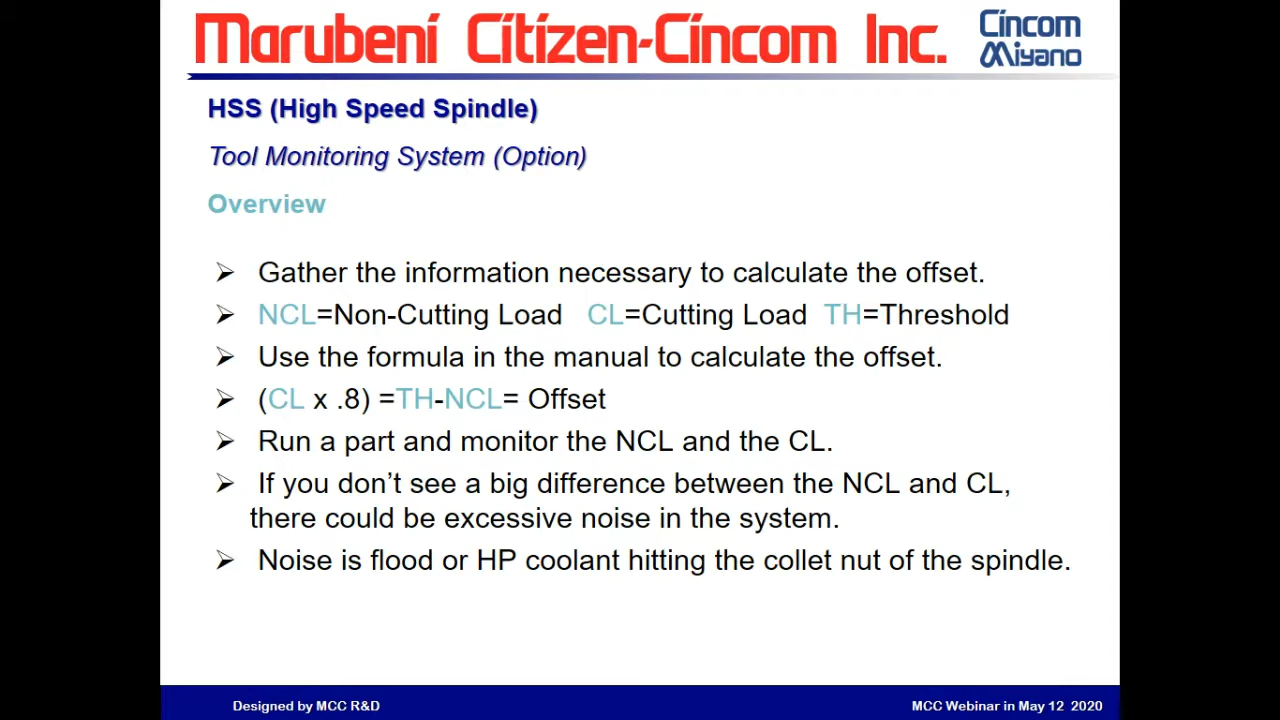 Marubeni Citizen-Cincom Inc.
Cincom
Miyano
HSS (High Speed Spindle)
Tool Monitoring System (Option)
Overview
➢ Gather the information necessary to calculate the offset.
➢ NCL=Non-Cutting Load CL=Cutting Load TH=Threshold
➢ Use the formula in the manual to calculate the offset.
➢ (CL x .8) =TH-NCL= Offset
➢ Run a part and monitor the NCL and the CL.
➢ If you don’t see a big difference between the NCL and CL,
there could be excessive noise in the system.
➢ Noise is flood or HP coolant hitting the collet nut of the spindle.
Designed by MCC R&D
MCC Webinar in May 12 2020